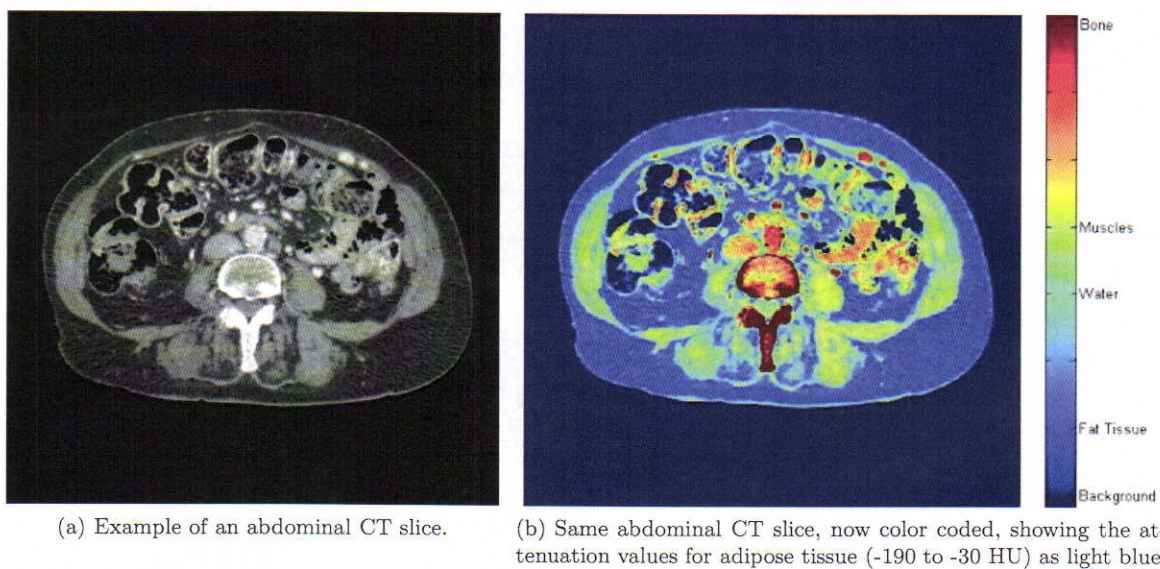 Bone
Muscles
Water
Fat Tissue
Background
(a) Example of an abdominal CT slice.
(b) Same abdominal CT slice, now color coded, showing the at-
tenuation values for adipose tissue (-190 to -30 HU) as light blue